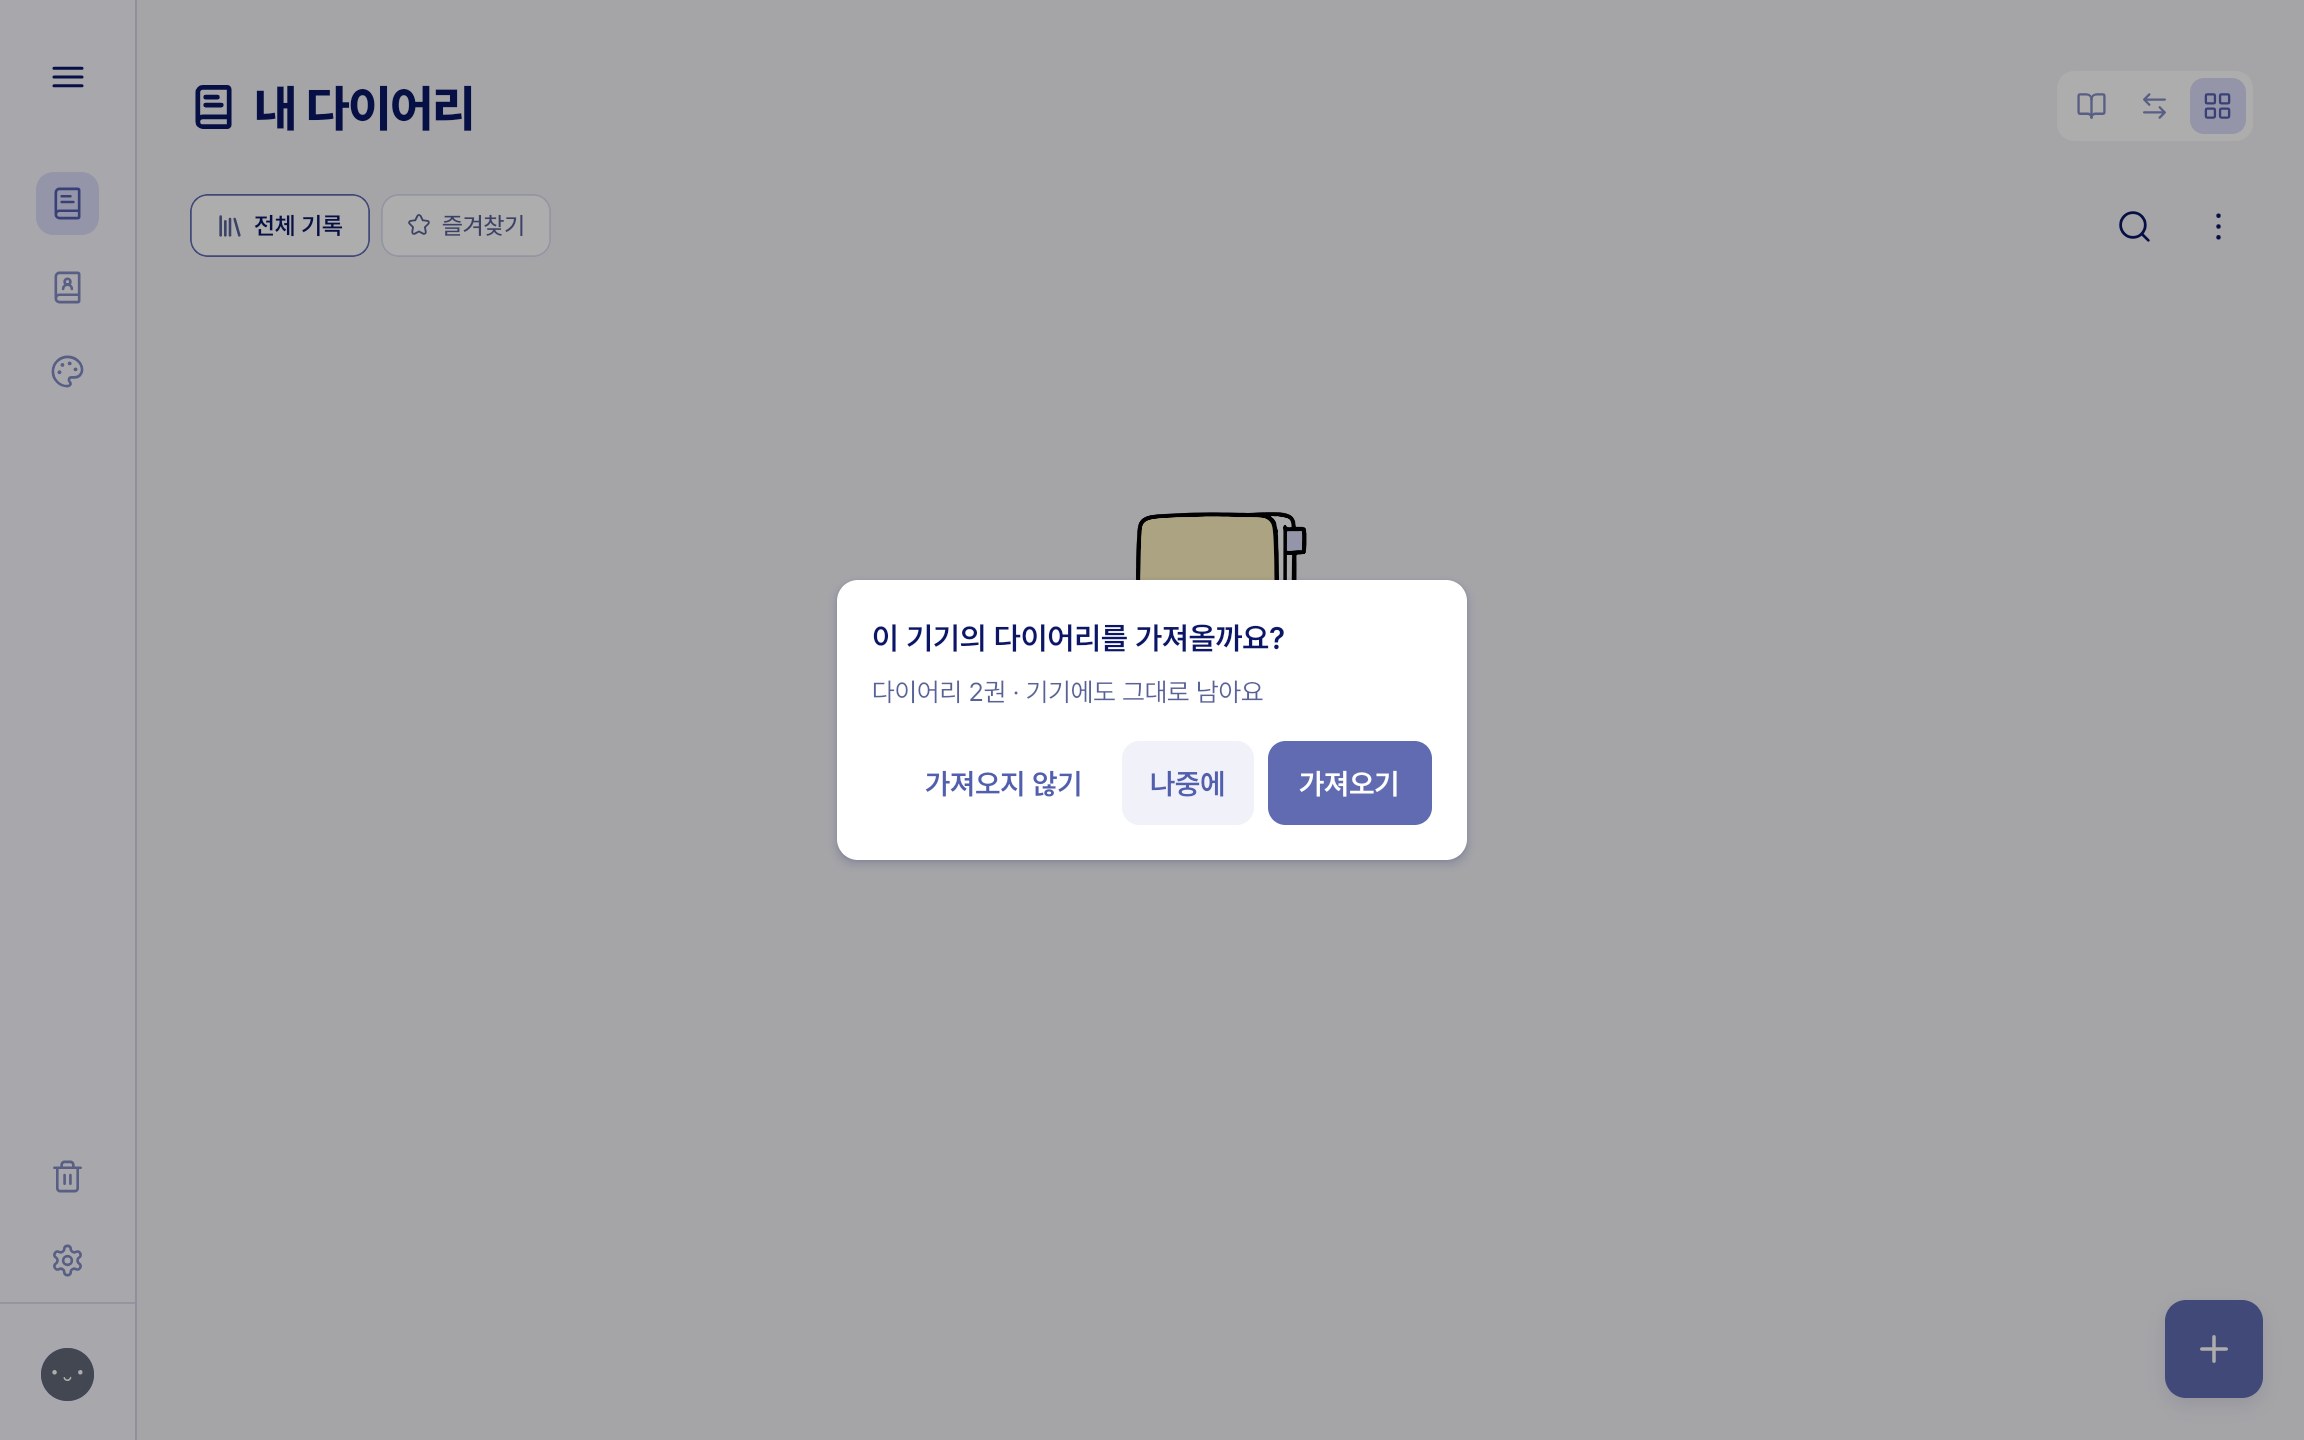 내 다이어리
전체 기록
즐겨찾기
이 기기의 다이어리를 가져올까요?
다이어리 2권 · 기기에도 그대로 남아요
가져오지 않기
나중에
가져오기